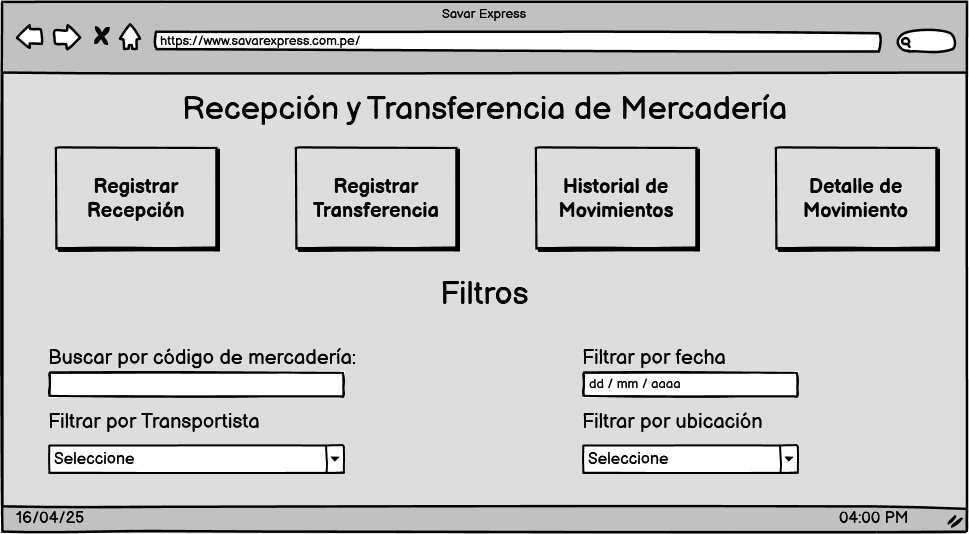 Savar Express
https://www.savarexpress.com.pe/
Recepción y Transferencia de Mercadería
Registrar
Recepción
Registrar
Transferencia
Historial de
Movimientos
Detalle de
Movimiento
Filtros
Buscar por código de mercadería:
Filtrar por fecha
dd / mm / aaaa
Filtrar por Transportista
Filtrar por ubicación
Seleccione
Seleccione
16/04/25
04:00 PM